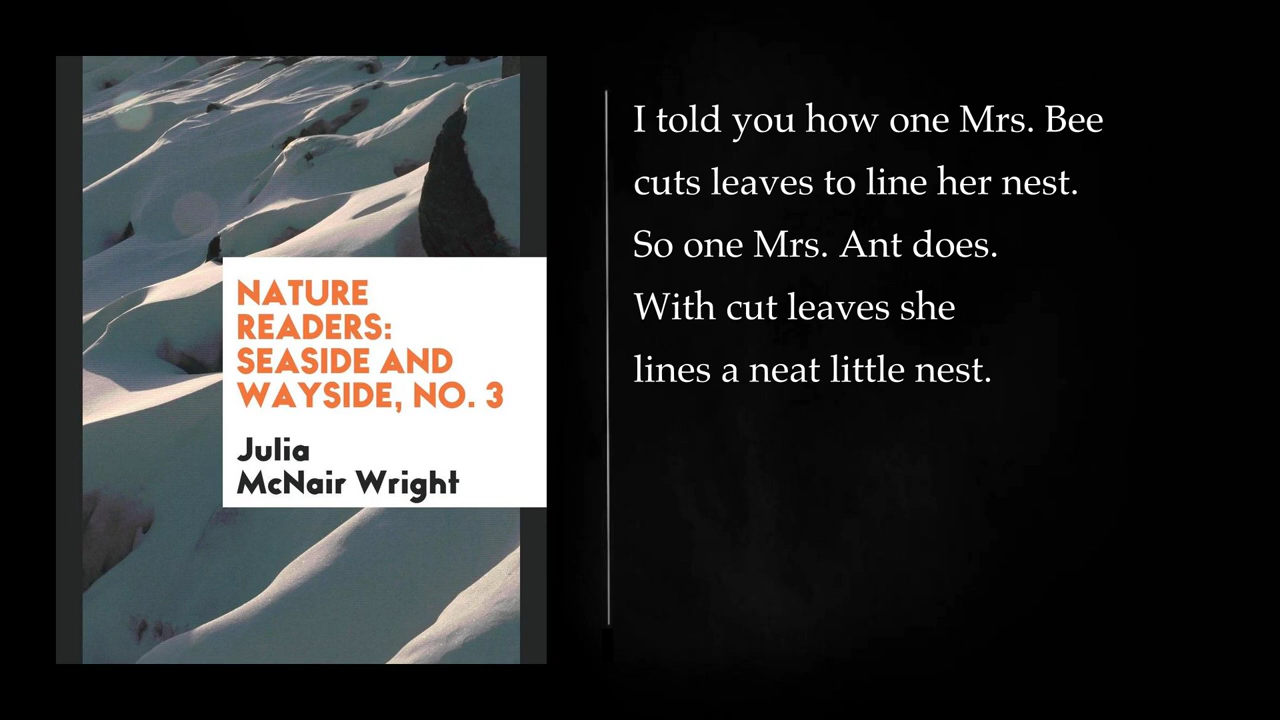 NATURE
READERS:
SEASIDE AND
WAYSIDE, NO. 3
Julia
McNair Wright
I told you how one Mrs. Bee
cuts leaves to line her nest.
So one Mrs. Ant does.
With cut leaves she
lines a neat little nest.